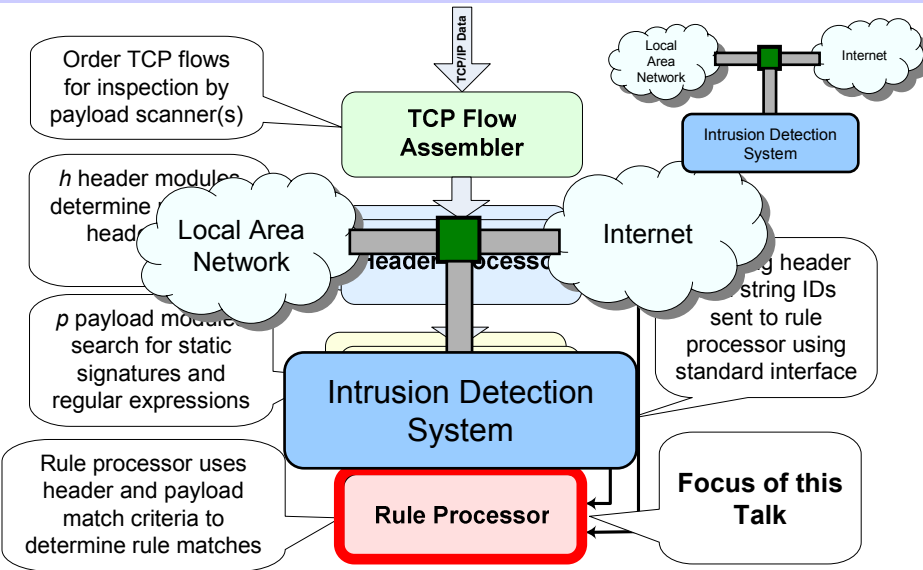 TCP/IP Data
Order TCP flows
for inspection by
payload scanner(s)
TCP Flow
Assembler
Local
Area
Network
Internet
Intrusion Detection
System
h header modules
determine
heade
Local Area
Network
Header Processor
Internet
header
string IDs
sent to rule
processor using
standard interface
p payload module
search for static
signatures and
regular expressions
Intrusion Detection
System
Rule processor uses
header and payload
match criteria to
determine rule matches
Rule Processor
Focus of this
Talk